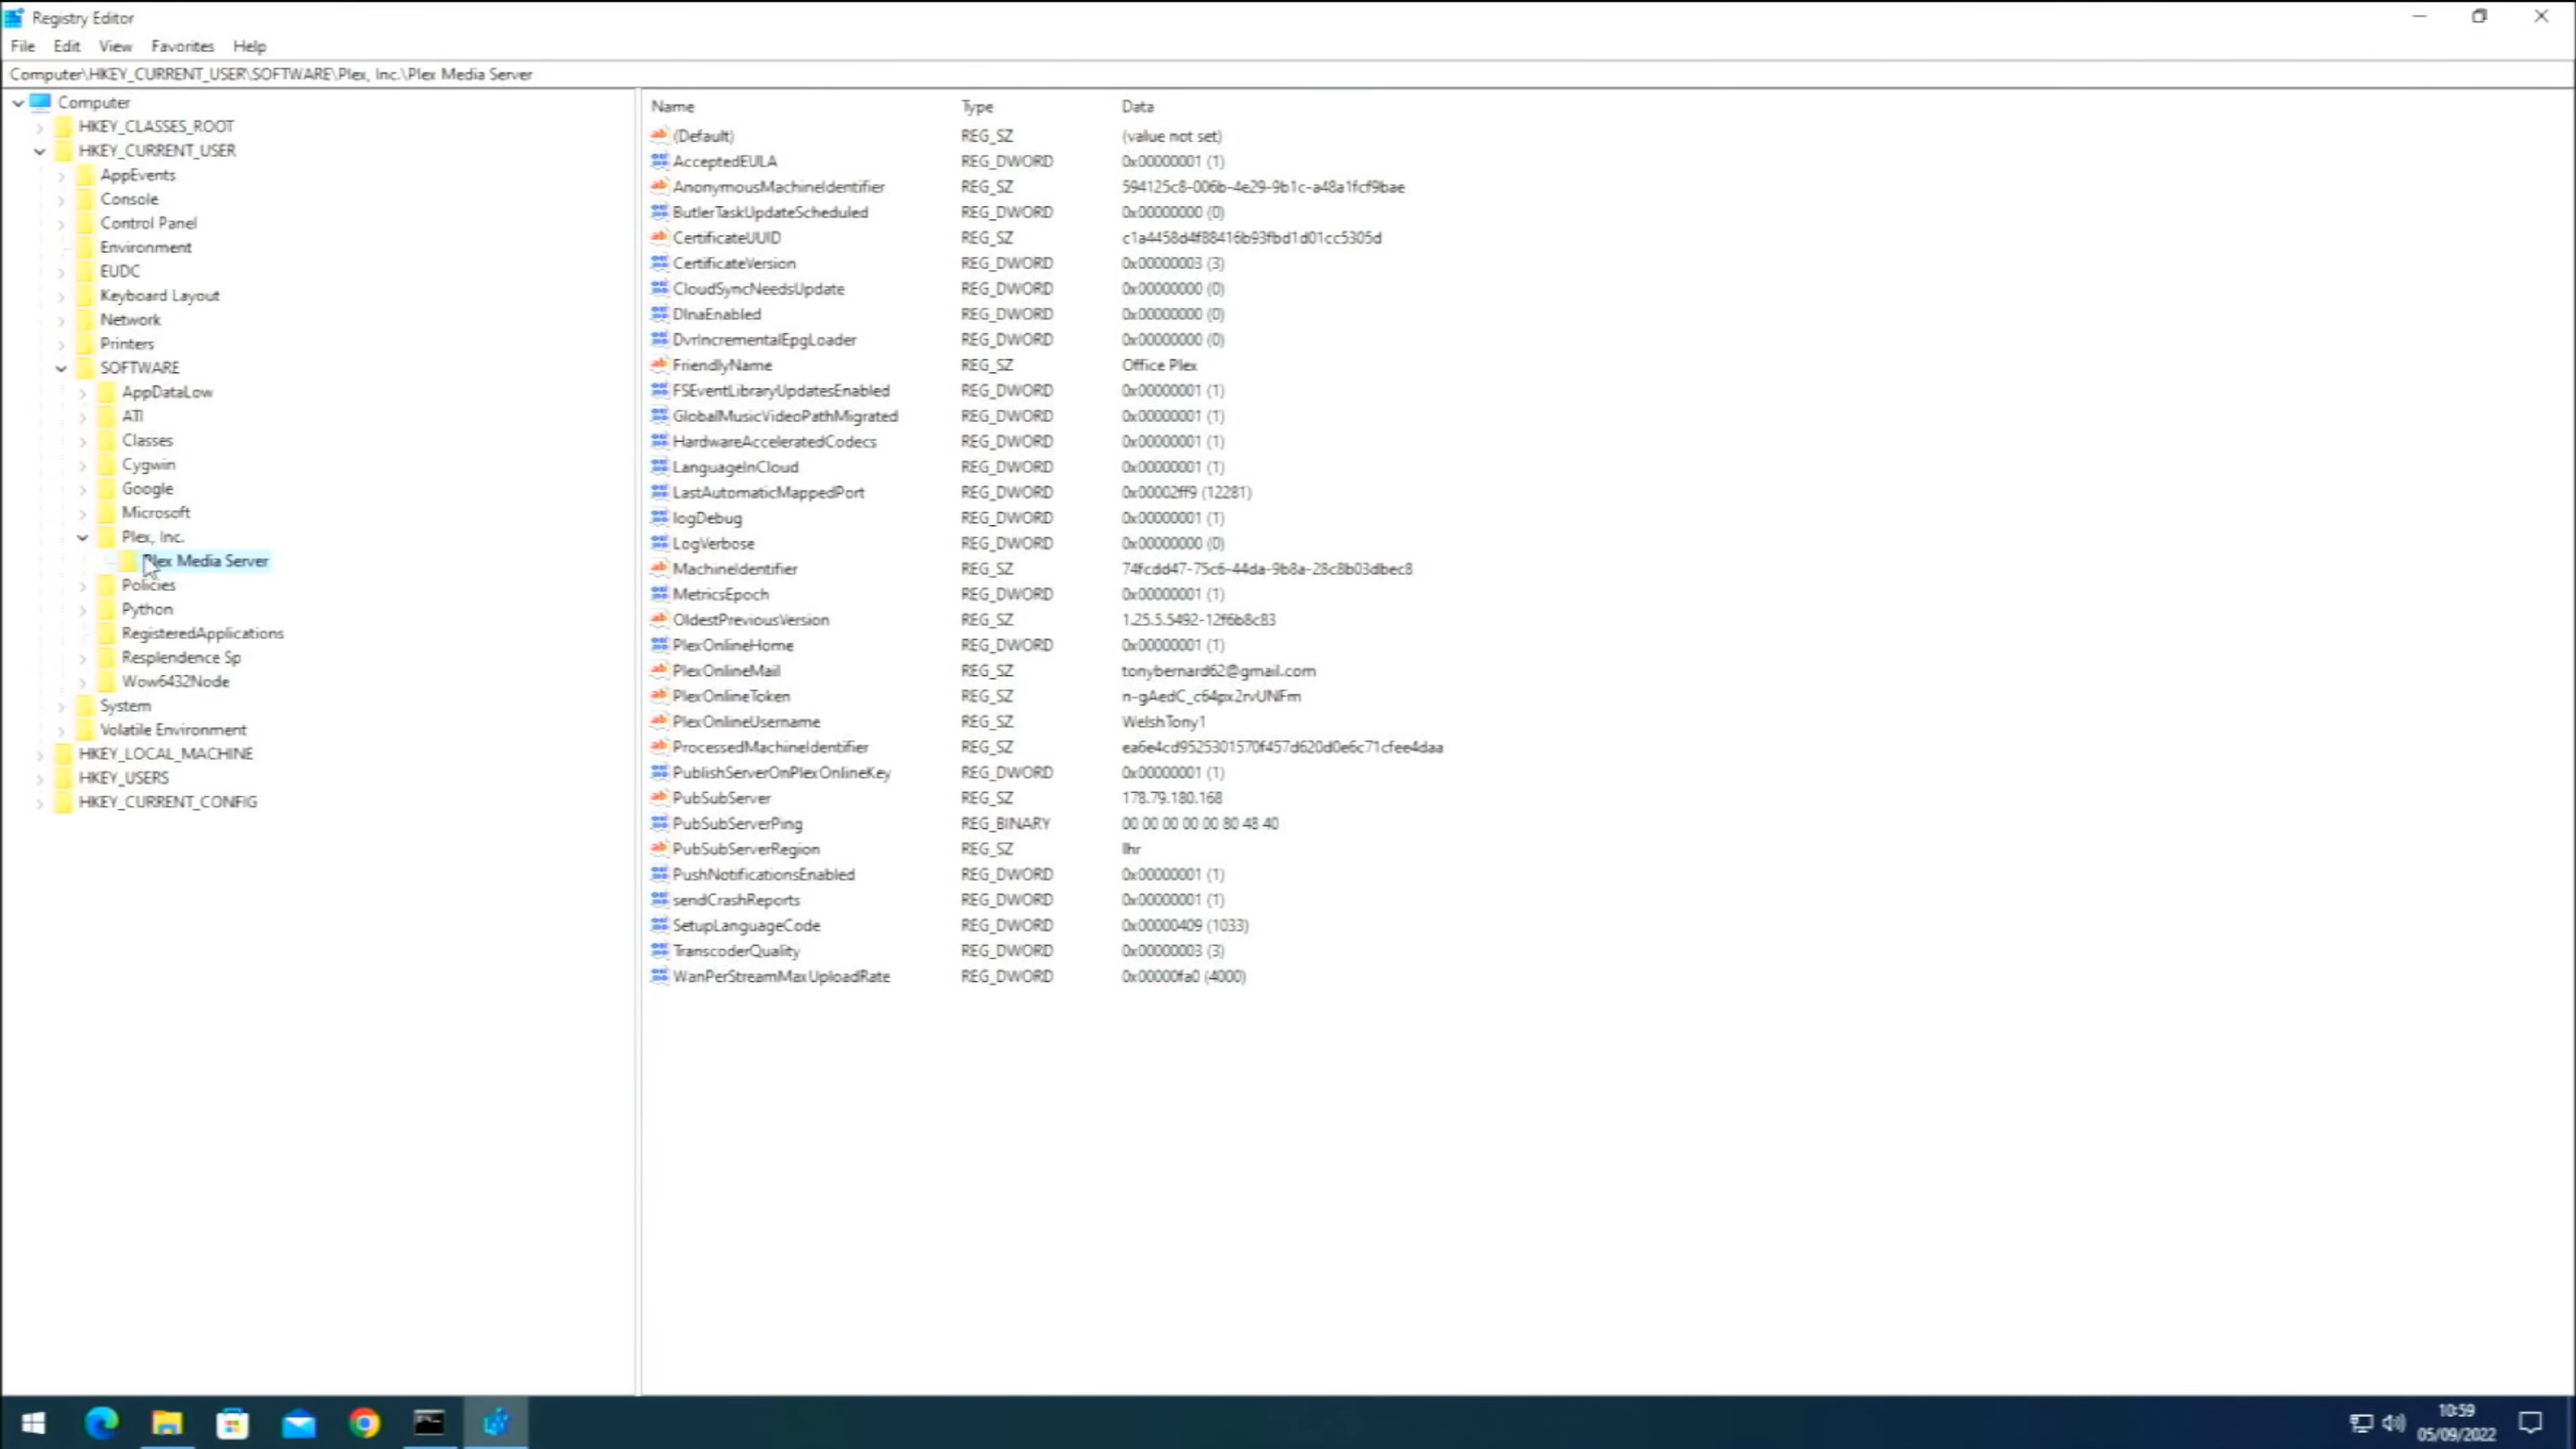 Registry Editor
File Edit View Favorites Help
Computer\HKEY_CURRENT_USER\SOFTWARE\Plex, Inc.\Plex Media Server
Computer
HKEY_CLASSES_ROOT
HKEY_CURRENT_USER
AppEvents
Console
Control Panel
Environment
EUDC
Keyboard Layout
Network
Printers
SOFTWARE
AppDataLow
ATI
Classes
Cygwin
Google
Microsoft
Plex, Inc.
Plex Media Server
Policies
Python
RegisteredApplications
Resplendence Sp
Wow6432Node
System
Volatile Environment
HKEY_LOCAL_MACHINE
HKEY_USERS
HKEY_CURRENT_CONFIG
Name Type Data
(Default) REG_SZ (value not set)
AcceptedEULA REG_DWORD 0x00000001 (1)
AnonymousMachineIdentifier REG_SZ 594125c8-006b-4e29-9b1c-a48a1fcf9bae
ButlerTaskUpdateScheduled REG_DWORD 0x00000000 (0)
CertificateUUID REG_SZ c1a4458d4f88416b93fbd1d01cc5305d
CertificateVersion REG_DWORD 0x00000003 (3)
CloudSyncNeedsUpdate REG_DWORD 0x00000000 (0)
DlnaEnabled REG_DWORD 0x00000000 (0)
DvrIncrementalEpgLoader REG_DWORD 0x00000000 (0)
FriendlyName REG_SZ Office Plex
FSEventLibraryUpdatesEnabled REG_DWORD 0x00000001 (1)
GlobalMusicVideoPathMigrated REG_DWORD 0x00000001 (1)
HardwareAcceleratedCodecs REG_DWORD 0x00000001 (1)
LanguageInCloud REG_DWORD 0x00000001 (1)
LastAutomaticMappedPort REG_DWORD 0x00002ff9 (12281)
logDebug REG_DWORD 0x00000001 (1)
LogVerbose REG_DWORD 0x00000000 (0)
MachineIdentifier REG_SZ 74fcdd47-75c6-44da-9b8a-28c8b03dbec8
MetricsEpoch REG_DWORD 0x00000001 (1)
OldestPreviousVersion REG_SZ 1.25.5.5492-12f6b8c83
PlexOnlineHome REG_DWORD 0x00000001 (1)
PlexOnlineMail REG_SZ tonybernard62@gmail.com
PlexOnlineToken REG_SZ n-gAedC_c64px2rvUNFm
PlexOnlineUsername REG_SZ WelshTony1
ProcessedMachineIdentifier REG_SZ ea6e4cd9525301570f457d620d0e6c71cfee4daa
PublishServerOnPlexOnlineKey REG_DWORD 0x00000001 (1)
PubSubServer REG_SZ 178.79.180.168
PubSubServerPing REG_BINARY 00 00 00 00 00 80 48 40
PubSubServerRegion REG_SZ lhr
PushNotificationsEnabled REG_DWORD 0x00000001 (1)
sendCrashReports REG_DWORD 0x00000001 (1)
SetupLanguageCode REG_DWORD 0x00000409 (1033)
TranscoderQuality REG_DWORD 0x00000003 (3)
WanPerStreamMaxUploadRate REG_DWORD 0x00000fa0 (4000)
10:59
05/09/2022